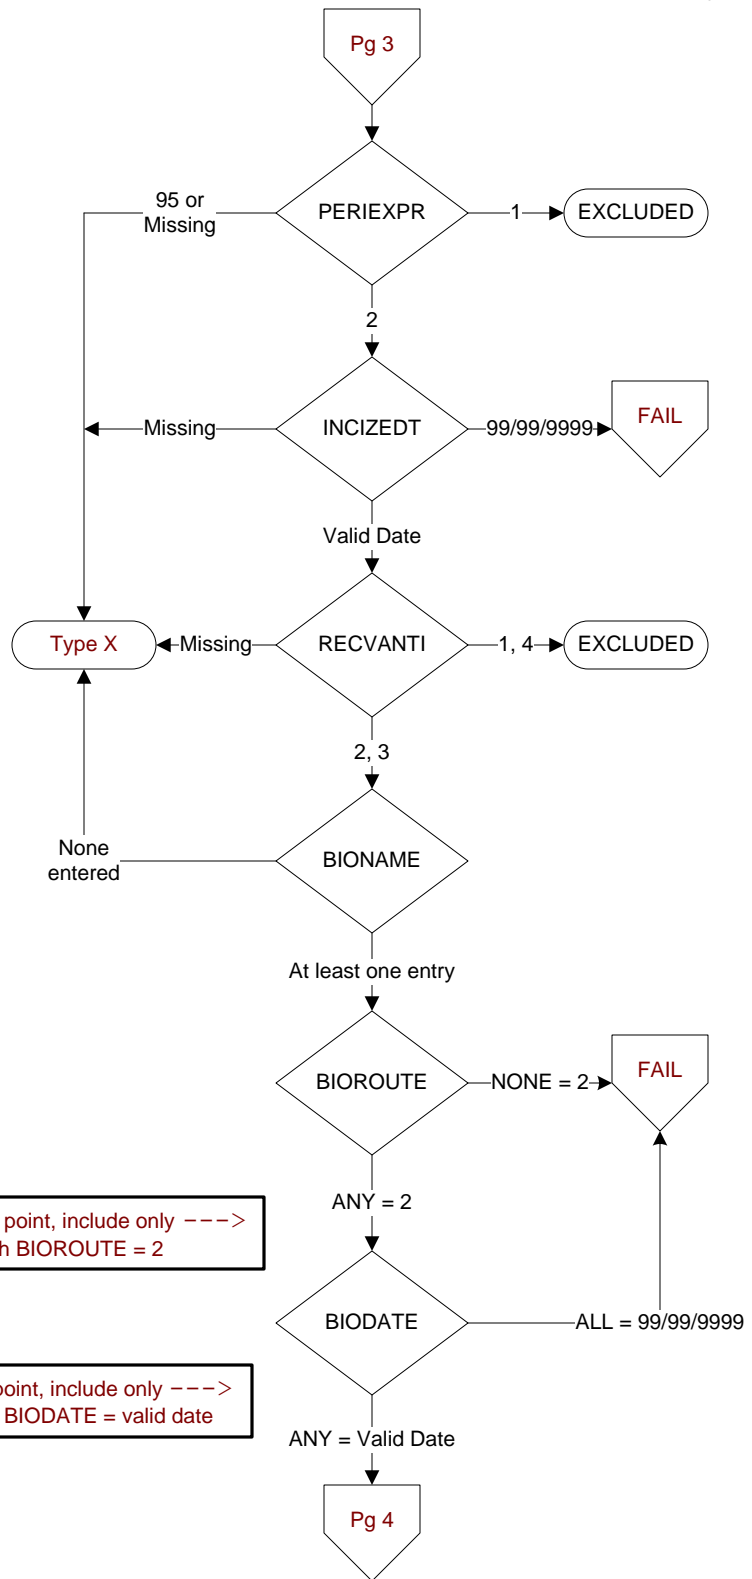 Pg 3
95 or
Missing
PERIEXPR
1
EXCLUDED
2
Missing
INCIZEDT
99/99/9999
FAIL
Valid Date
Type X
Missing
RECVANTI
1, 4
EXCLUDED
2, 3
None
entered
BIONAME
At least one entry
BIOROUTE
NONE = 2
FAIL
ANY = 2
point, include only --->
h BIOROUTE = 2
BIODATE
ALL = 99/99/9999
point, include only --->
BIODATE = valid date
ANY = Valid Date
Pg 4